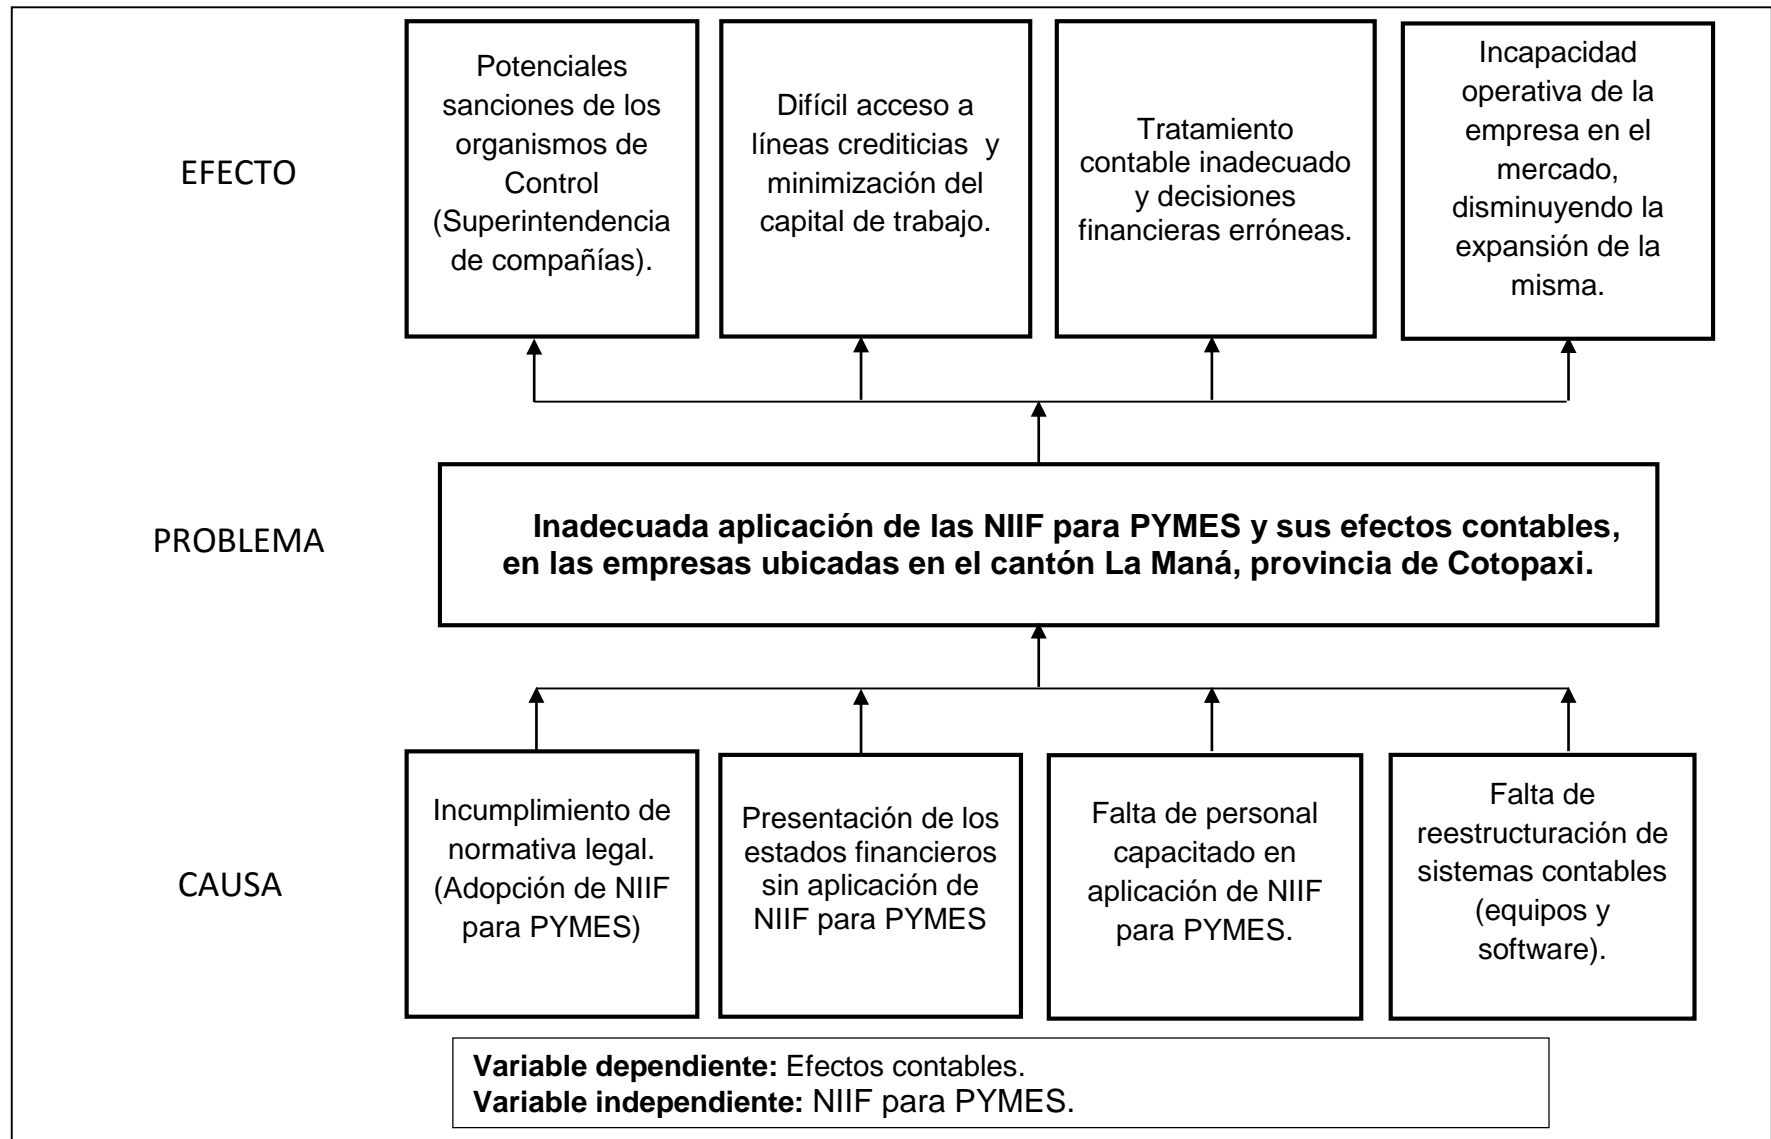 EFECTO
Potenciales
sanciones de los
organismos de
Control
(Superintendencia
de compañías).
Difícil acceso a
líneas crediticias y
minimización del
capital de trabajo.
Tratamiento
contable inadecuado
y decisiones
financieras erróneas.
Incapacidad
operativa de la
empresa en el
mercado,
disminuyendo la
expansión de la
misma.
PROBLEMA
Inadecuada aplicación de las NIIF para PYMES y sus efectos contables,
en las empresas ubicadas en el cantón La Maná, provincia de Cotopaxi.
CAUSA
Incumplimiento de
normativa legal.
(Adopción de NIIF
para PYMES)
Presentación de los
estados financieros
sin aplicación de
NIIF para PYMES
Falta de personal
capacitado en
aplicación de NIIF
para PYMES.
Falta de
reestructuración de
sistemas contables
(equipos y
software).
Variable dependiente: Efectos contables.
Variable independiente: NIIF para PYMES.